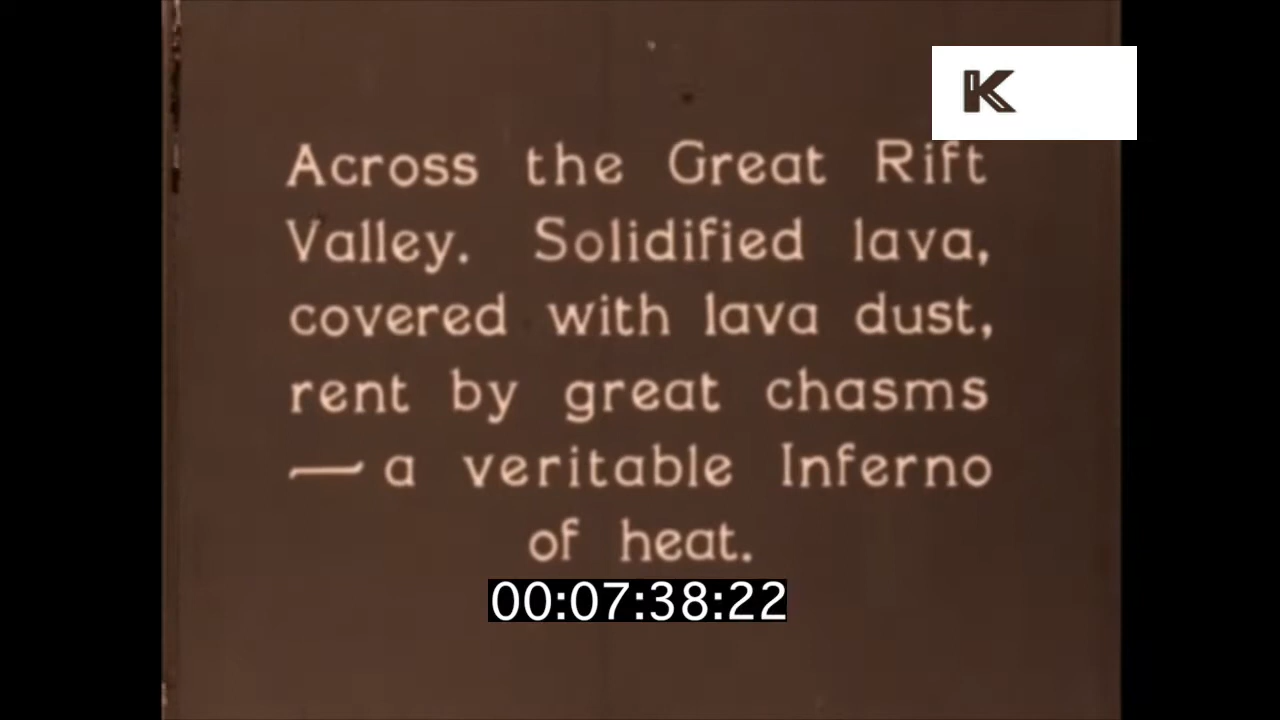 K
Across the Great Rift
Valley. Solidified lava,
covered with lava dust,
rent by great chasms
— a veritable Inferno
of heat.
00:07:38:22